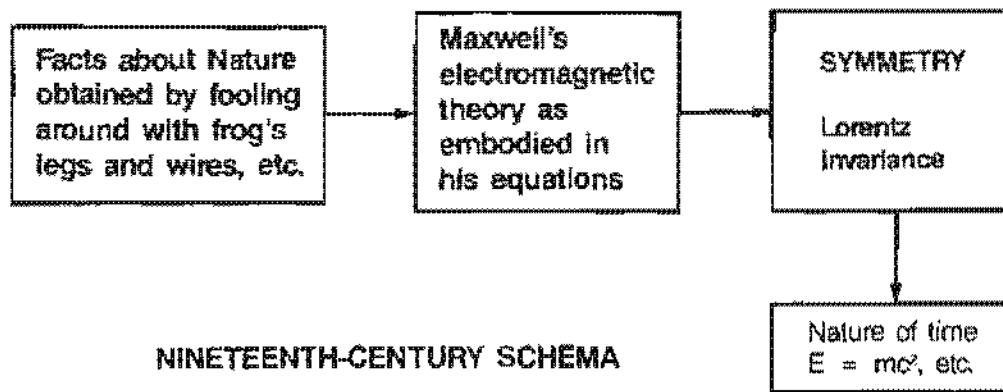 Facts about Nature
obtained by fooling
around with frog's
legs and wires, etc.
Maxwell's
electromagnetic
theory as
embodied in
his equations
SYMMETRY
Lorentz
invariance
Nature of time
E = mc², etc.
NINETEENTH-CENTURY SCHEMA